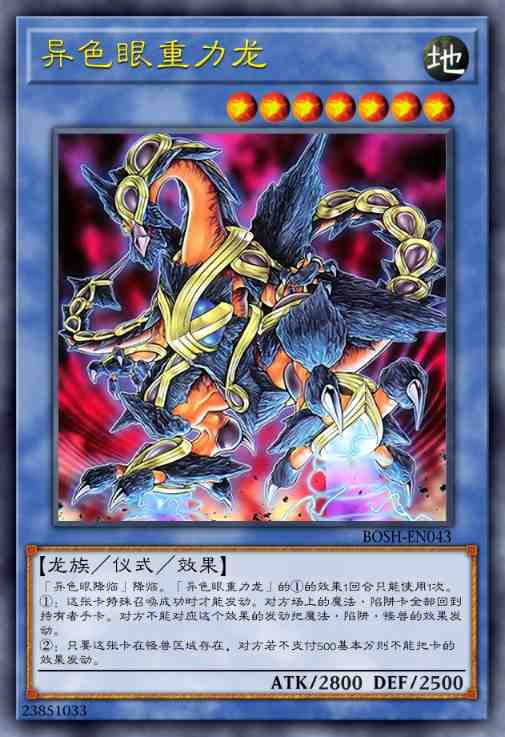 异色眼重力龙
地
BOSH-EN043
【龙族／仪式／效果】
「异色眼降临」降临。「异色眼重力龙」的①的效果1回合只能使用1次。
①：这张卡特殊召唤成功时才能发动。对方场上的魔法·陷阱卡全部回到
持有者手卡。对方不能对应这个效果的发动把魔法·陷阱·怪兽的效果发
动。
②：只要这张卡在怪兽区域存在，对方若不支付500基本分则不能把卡的
效果发动。
ATK/2800 DEF/2500
23851033